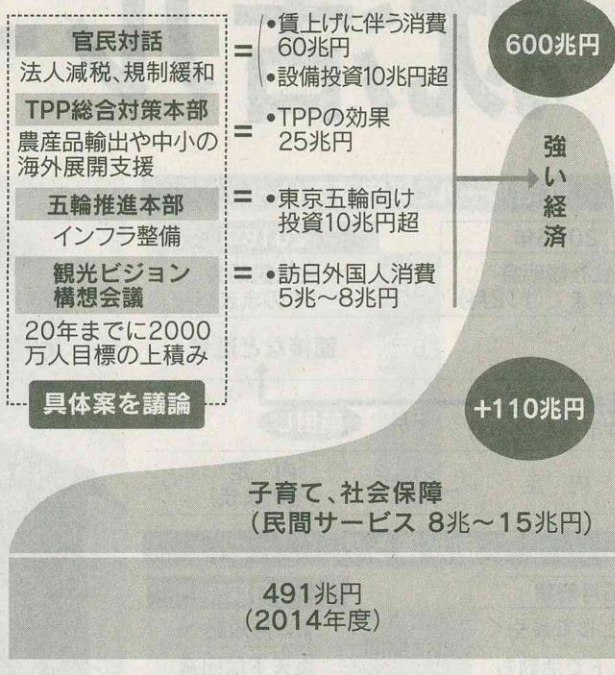 官民対話
法人減税、規制緩和
TPP総合対策本部
農産品輸出や中小の
海外展開支援
五輪推進本部
インフラ整備
観光ビジョン
構想会議
20年までに2000
万人目標の上積み
具体案を議論
=
•賃上げに伴う消費
60兆円
•設備投資10兆円超
=
•TPPの効果
25兆円
=
•東京五輪向け
投資10兆円超
=
•訪日外国人消費
5兆〜8兆円
600兆円
強い経済
+110兆円
子育て、社会保障
(民間サービス 8兆〜15兆円)
491兆円
(2014年度)